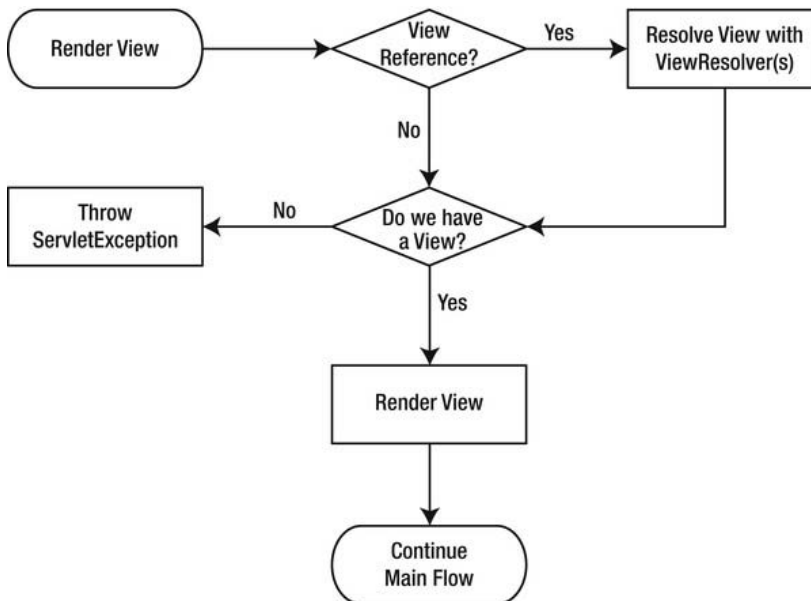 Render View
View
Reference?
Yes
Resolve View with
ViewResolver(s)
No
Throw
ServletException
No
Do we have
a View?
Yes
Render View
Continue
Main Flow